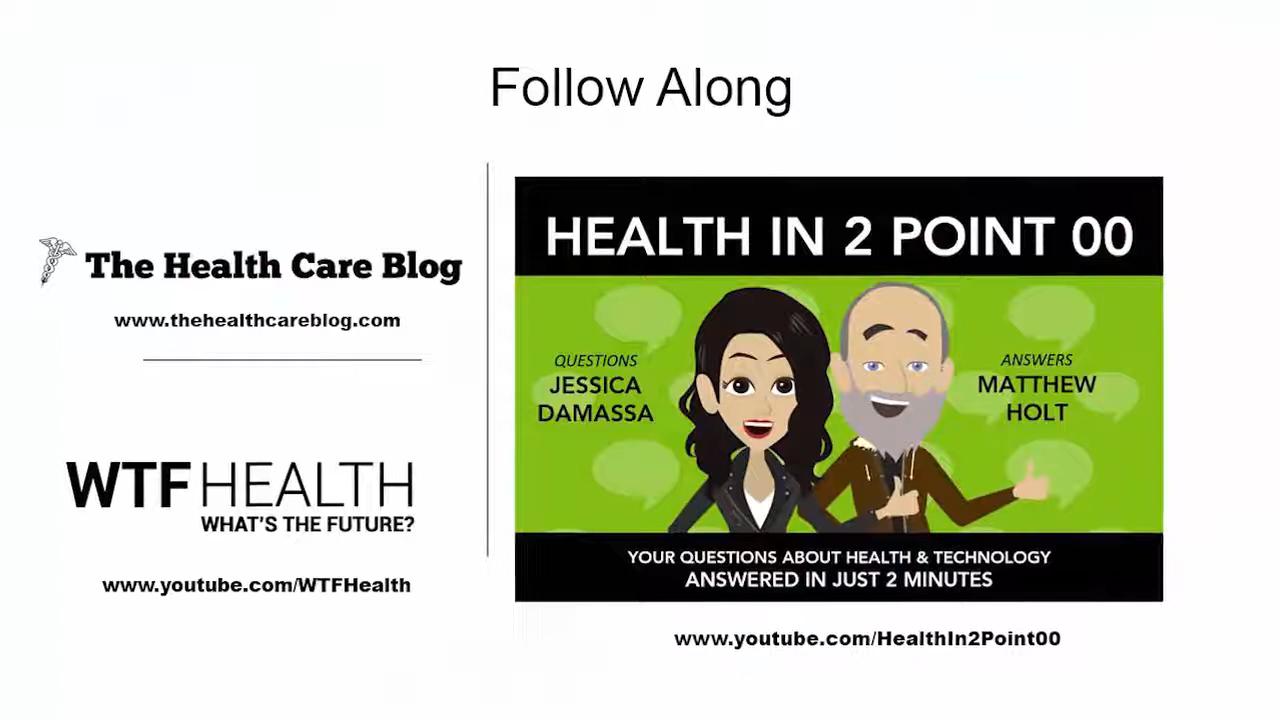 Follow Along
The Health Care Blog
www.thehealthcareblog.com
WTF HEALTH
WHAT'S THE FUTURE?
www.youtube.com/WTFHealth
HEALTH IN 2 POINT 00
QUESTIONS
JESSICA
DAMASSA
ANSWERS
MATTHEW
HOLT
YOUR QUESTIONS ABOUT HEALTH & TECHNOLOGY
ANSWERED IN JUST 2 MINUTES
www.youtube.com/HealthIn2Point00